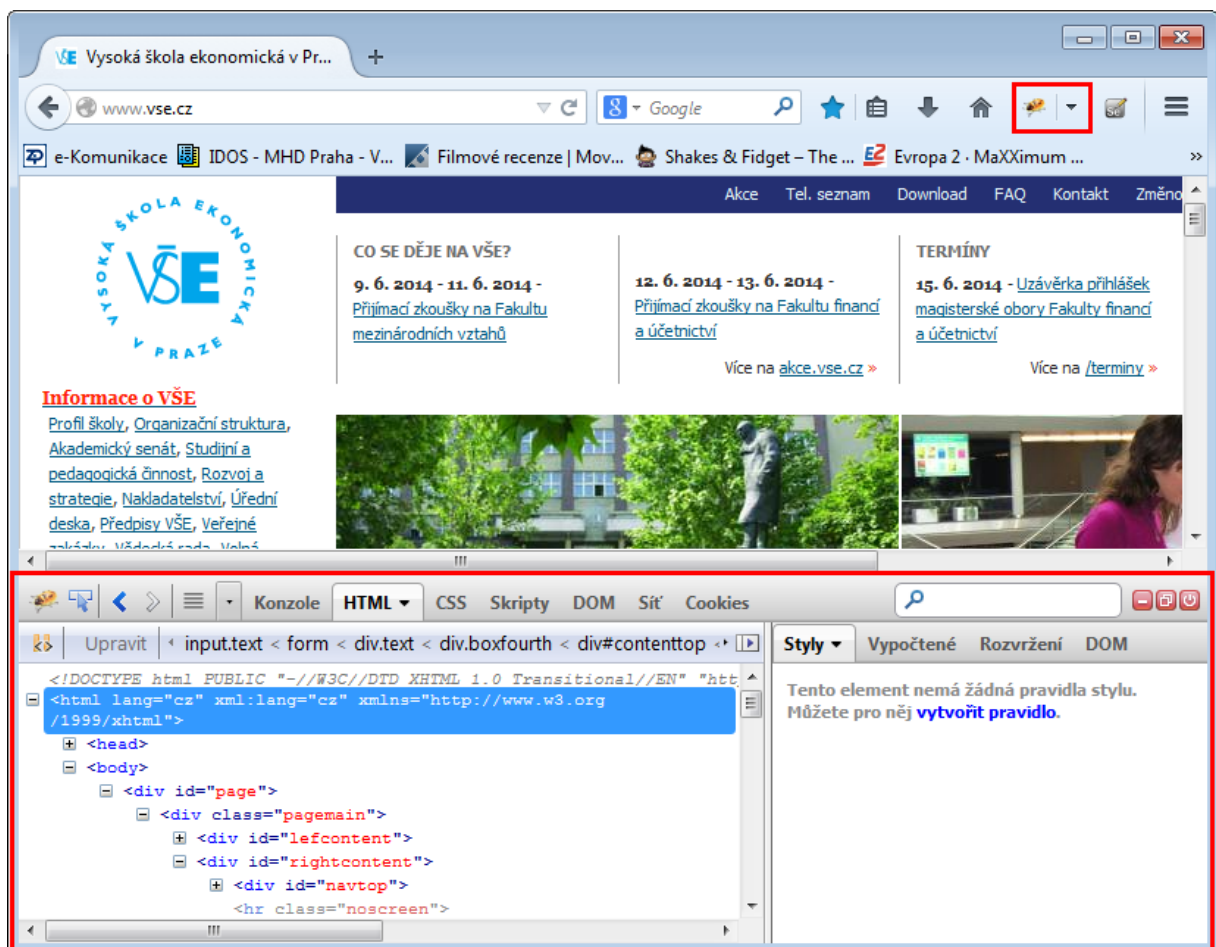 VŠE Vysoká škola ekonomická v Pr...
www.vse.cz
8 Google
e-Komunikace IDOS - MHD Praha - V... Filmové recenze | Mov... Shakes & Fidget – The ... Evropa 2 · MaXXimum ... »
Akce Tel. seznam Download FAQ Kontakt Změno
VYSOKÁ ŠKOLA EKONOMICKÁ
VŠE
V PRAZE
CO SE DĚJE NA VŠE?
9. 6. 2014 - 11. 6. 2014 -
Přijímací zkoušky na Fakultu
mezinárodních vztahů
12. 6. 2014 - 13. 6. 2014 -
Přijímací zkoušky na Fakultu financí
a účetnictví
Více na akce.vse.cz »
TERMÍNY
15. 6. 2014 - Uzávěrka přihlášek
magisterské obory Fakulty financí
a účetnictví
Více na /terminy »
Informace o VŠE
Profil školy, Organizační struktura,
Akademický senát, Studijní a
pedagogická činnost, Rozvoj a
strategie, Nakladatelství, Úřední
deska, Předpisy VŠE, Veřejné
zakázky, Vědecká rada, Volná
Konzole HTML CSS Skripty DOM Síť Cookies
Upravit input.text < form < div.text < div.boxfourth < div#contenttop <
Styly Vypočtené Rozvržení DOM
<!DOCTYPE html PUBLIC "-//W3C//DTD XHTML 1.0 Transitional//EN" "htt
<html lang="cz" xml:lang="cz" xmlns="http://www.w3.org
/1999/xhtml">
<head>
<body>
<div id="page">
<div class="pagemain">
<div id="lefcontent">
<div id="rightcontent">
<div id="navtop">
<hr class="noscreen">
Tento element nemá žádná pravidla stylu.
Můžete pro něj vytvořit pravidlo.